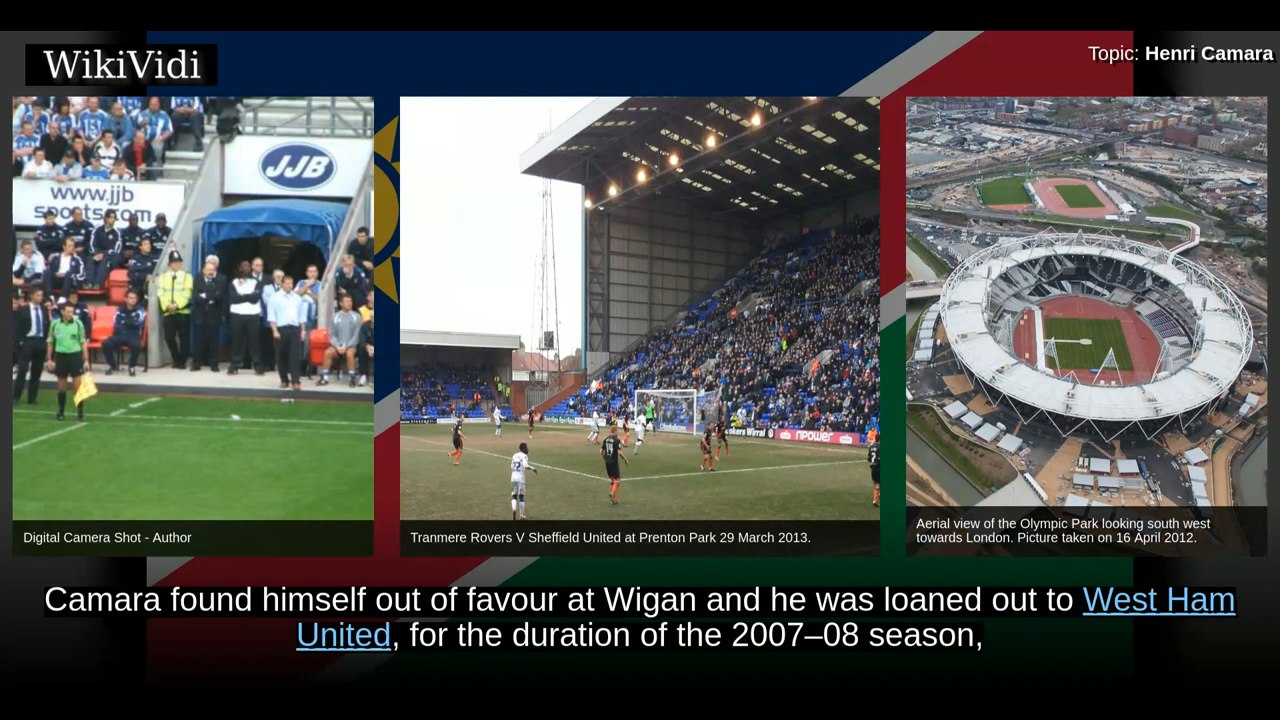 WikiVidi
Topic: Henri Camara
JJB
www.jjb
sports.com
npower
Digital Camera Shot - Author
Tranmere Rovers V Sheffield United at Prenton Park 29 March 2013.
Aerial view of the Olympic Park looking south west
towards London. Picture taken on 16 April 2012.
Camara found himself out of favour at Wigan and he was loaned out to West Ham
United, for the duration of the 2007–08 season,